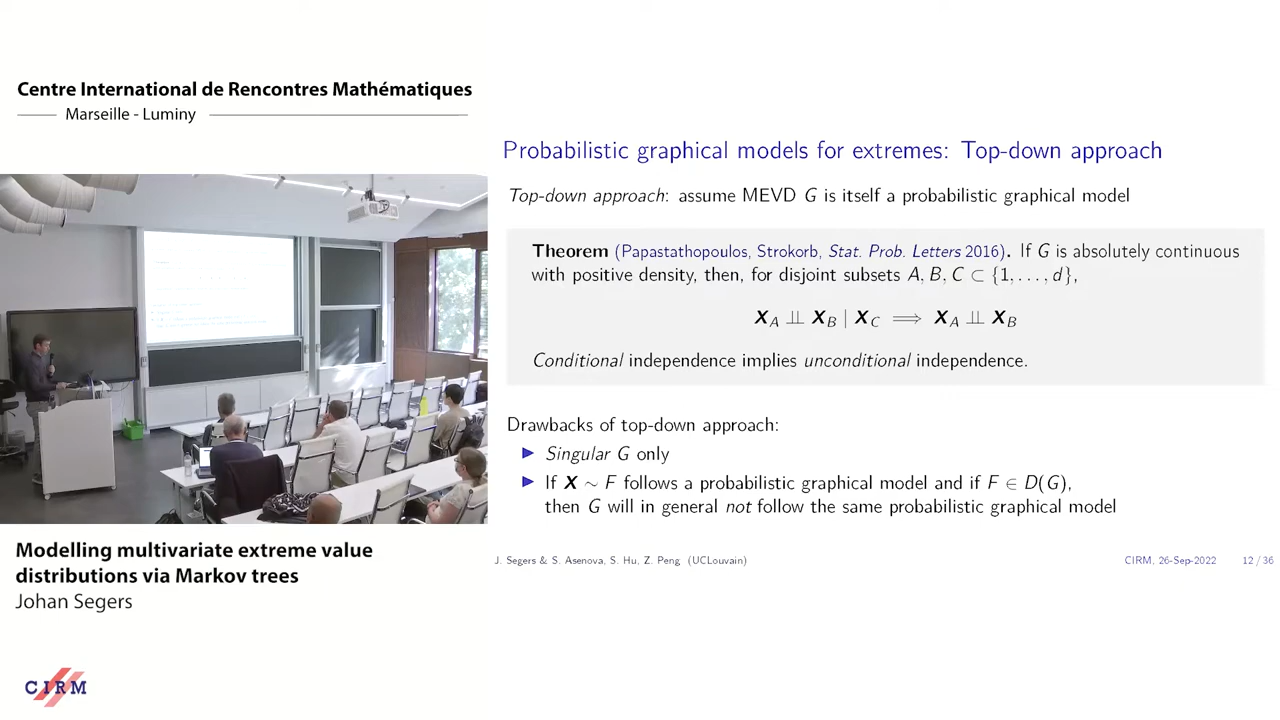 Centre International de Rencontres Mathématiques
Marseille - Luminy
Probabilistic graphical models for extremes: Top-down approach
Top-down approach: assume MEVD G is itself a probabilistic graphical model
Theorem (Papastathopoulos, Strokorb, Stat. Prob. Letters 2016). If G is absolutely continuous
with positive density, then, for disjoint subsets A, B, C ⊂ {1, . . . , d},
X_A ⫫ X_B | X_C ⟹ X_A ⫫ X_B
Conditional independence implies unconditional independence.
Drawbacks of top-down approach:
▶ Singular G only
▶ If X ∼ F follows a probabilistic graphical model and if F ∈ D(G),
then G will in general not follow the same probabilistic graphical model
J. Segers & S. Asenova, S. Hu, Z. Peng (UCLouvain)
CIRM, 26-Sep-2022
12 / 36
Modelling multivariate extreme value
distributions via Markov trees
Johan Segers
CIRM